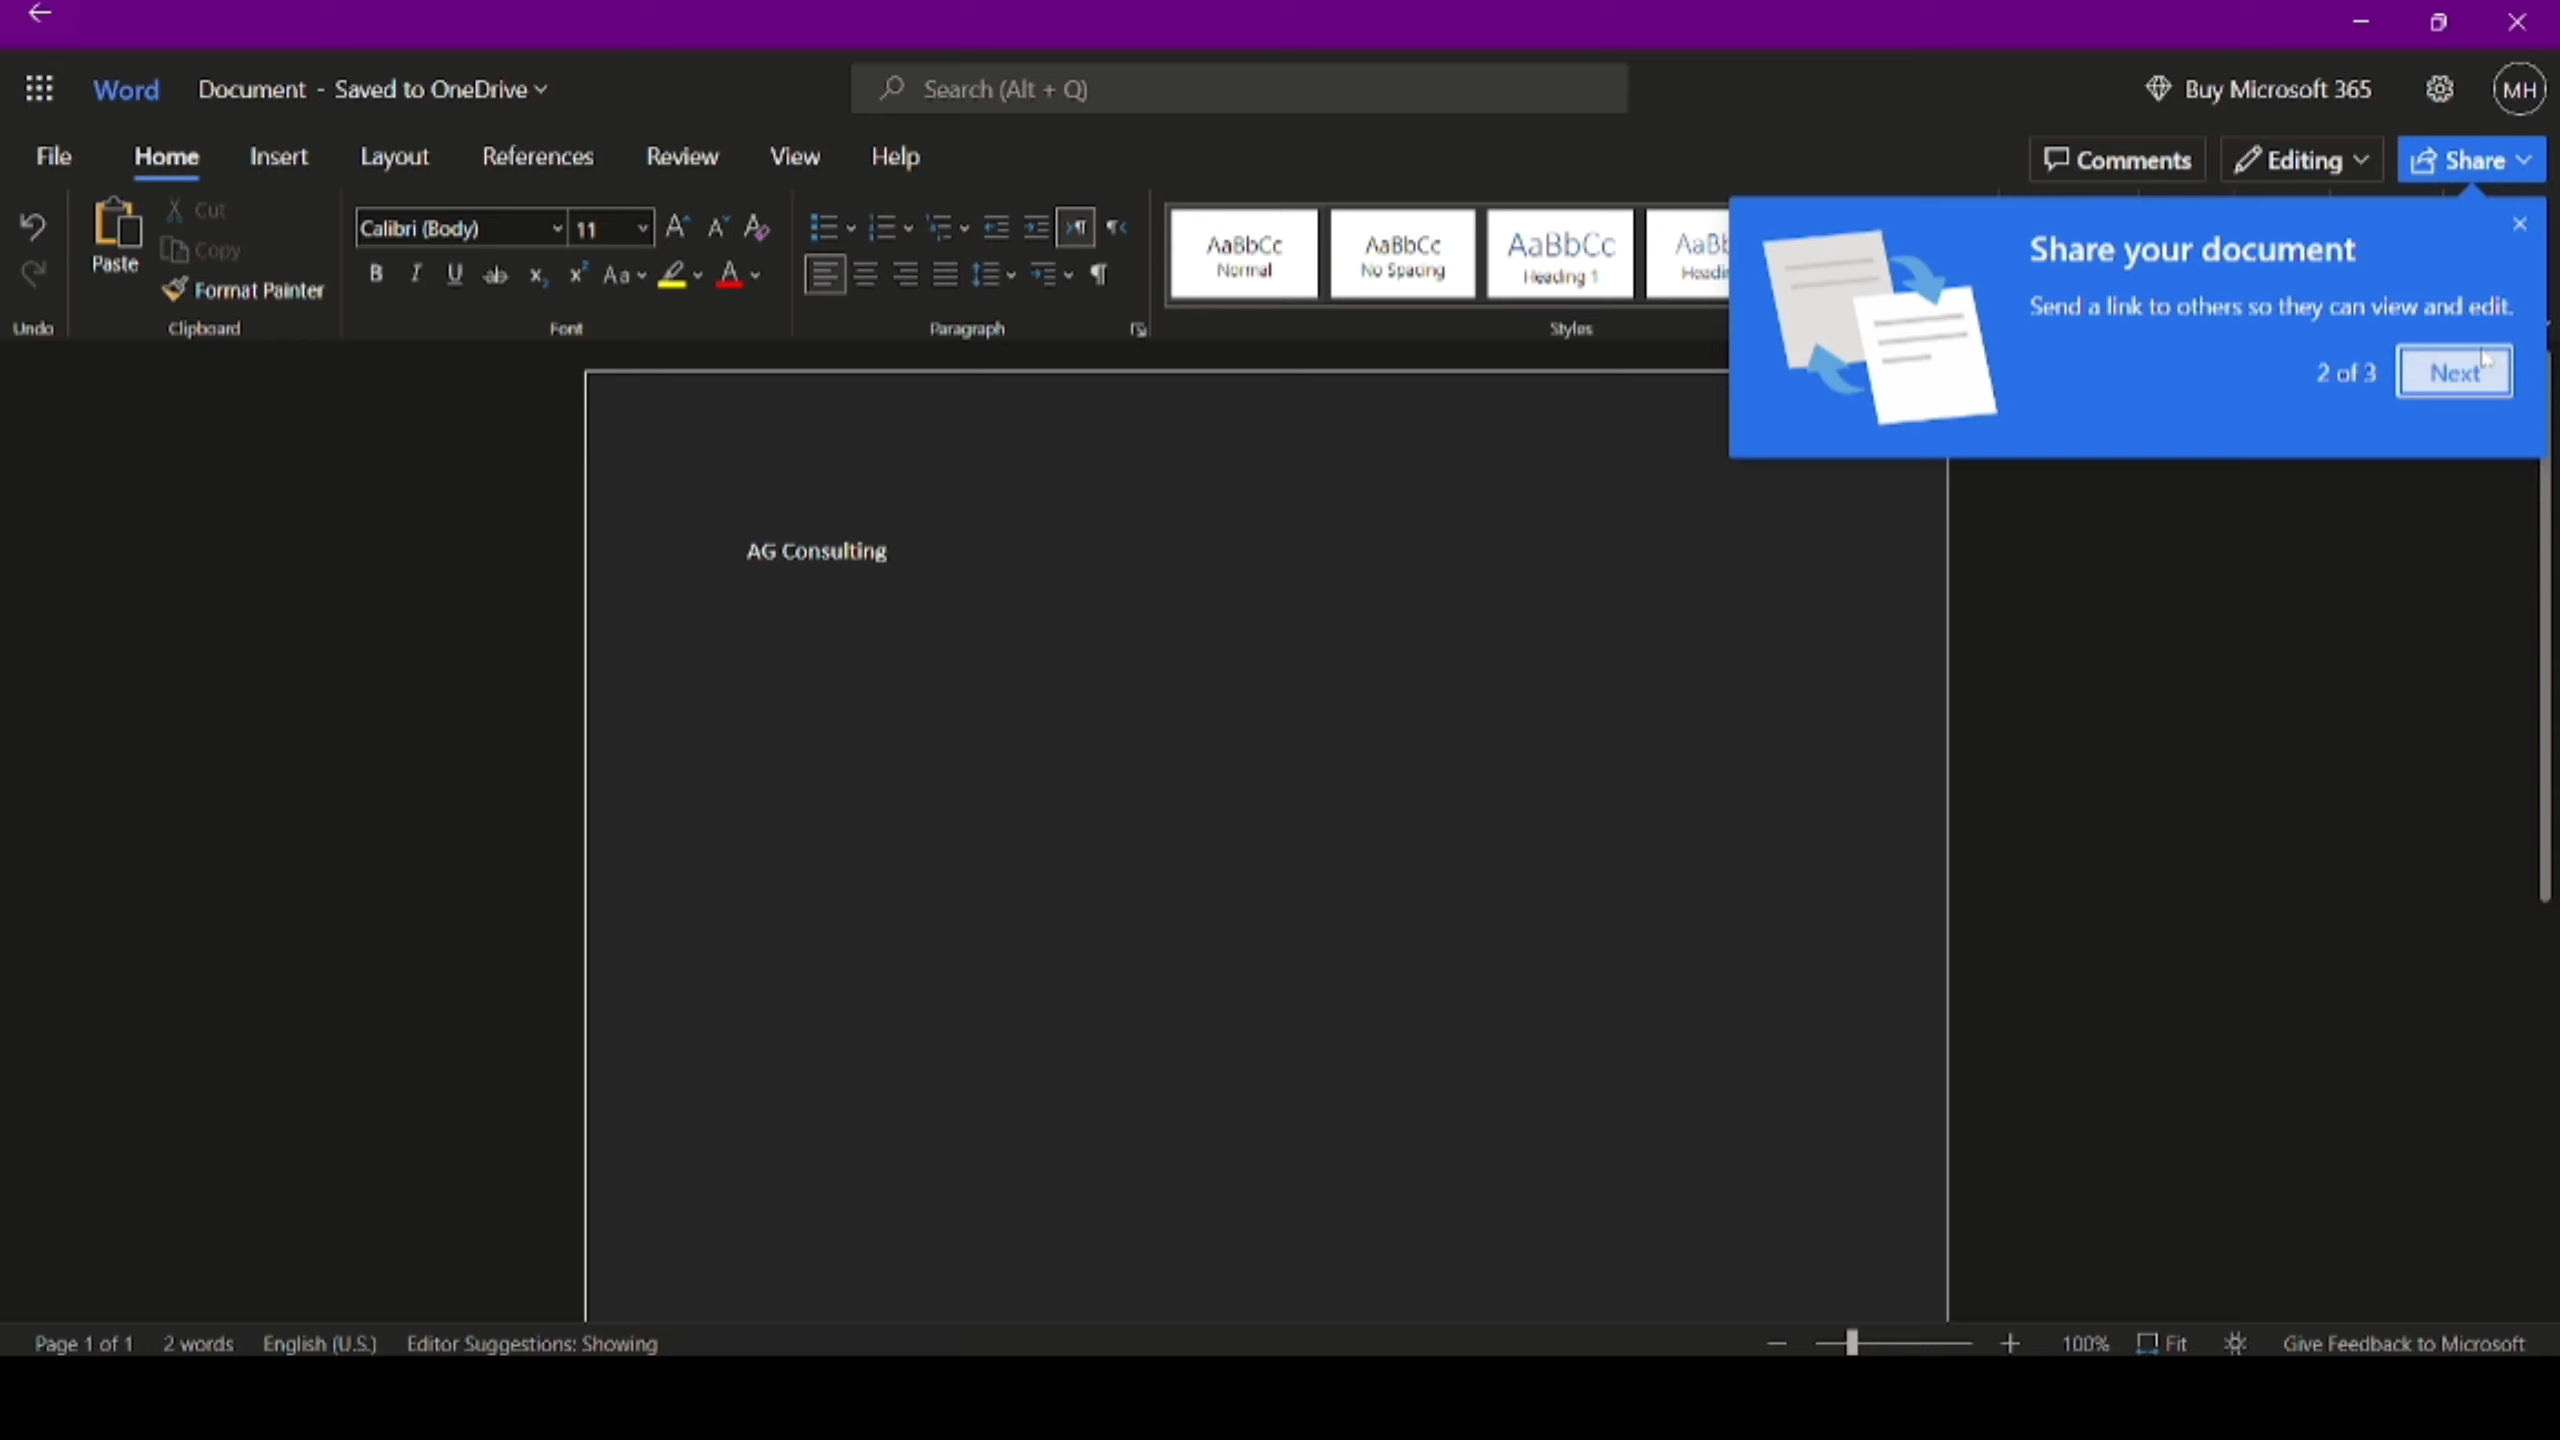 Word Document - Saved to OneDrive
Search (Alt + Q)
Buy Microsoft 365
MH
File Home Insert Layout References Review View Help
Comments Editing Share
Paste
Cut
Copy
Format Painter
Undo
Clipboard
Calibri (Body) 11
Font
Paragraph
AaBbCc
Normal
AaBbCc
No Spacing
AaBbCc
Heading 1
Styles
Share your document
Send a link to others so they can view and edit.
2 of 3 Next
AG Consulting
Page 1 of 1 2 words English (U.S.) Editor Suggestions: Showing
100% Fit Give Feedback to Microsoft